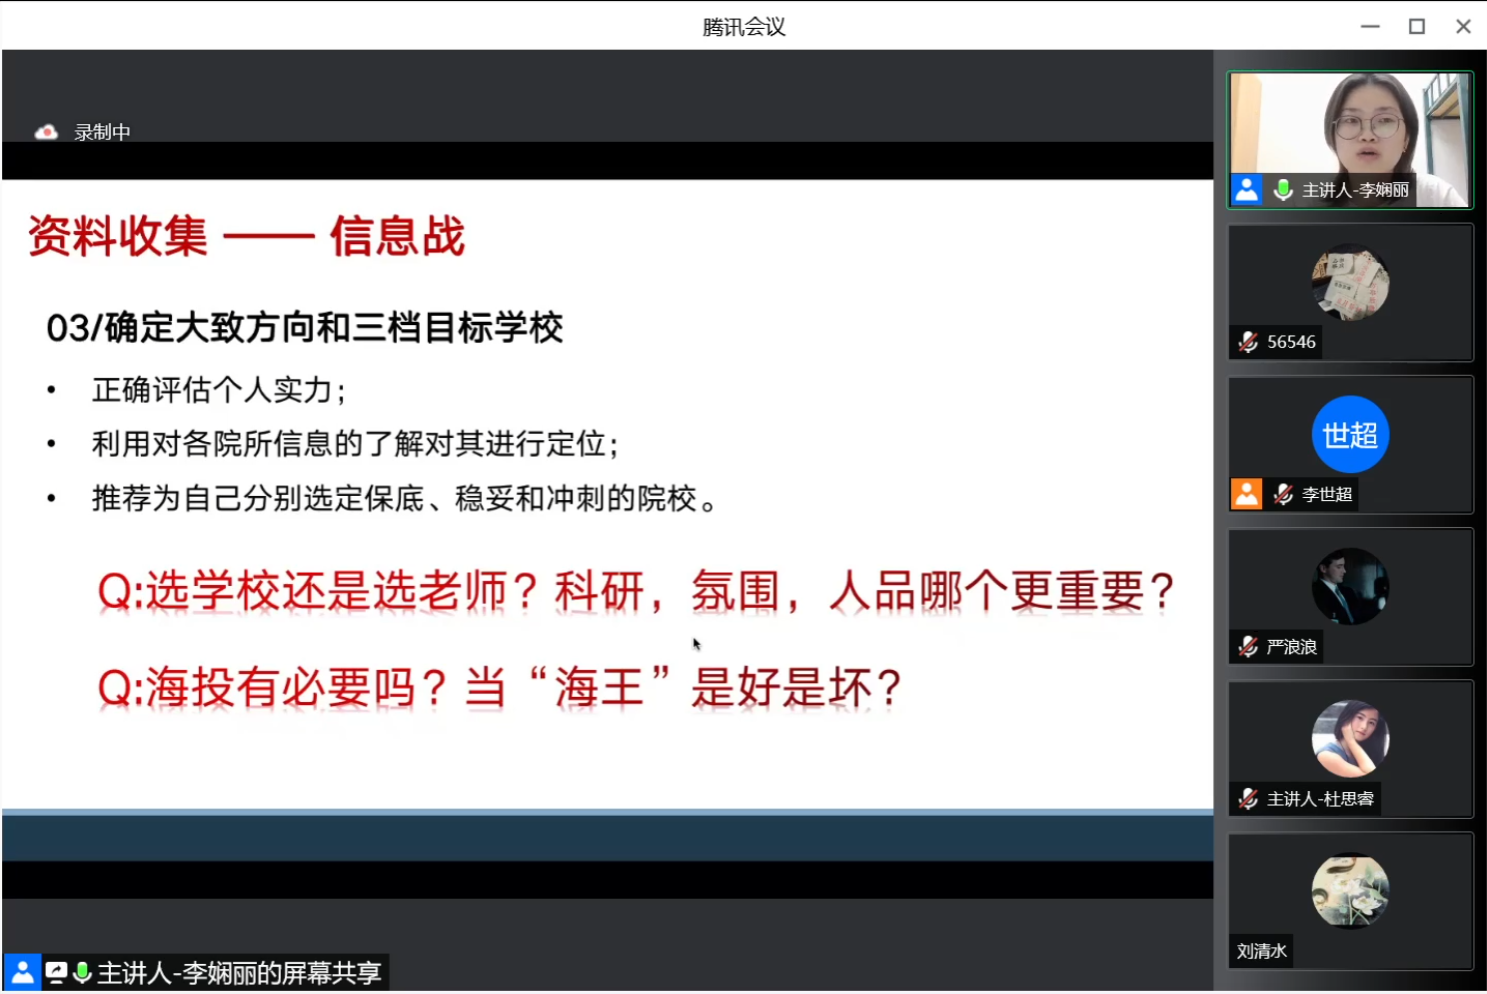 腾讯会议
录制中
资料收集 —— 信息战
03/确定大致方向和三档目标学校
• 正确评估个人实力；
• 利用对各院所信息的了解对其进行定位；
• 推荐为自己分别选定保底、稳妥和冲刺的院校。
Q:选学校还是选老师？科研，氛围，人品哪个更重要？
Q:海投有必要吗？当“海王”是好是坏？
主讲人-李娴丽的屏幕共享
主讲人-李娴丽
56546
世超
李世超
严浪浪
主讲人-杜思睿
刘清水